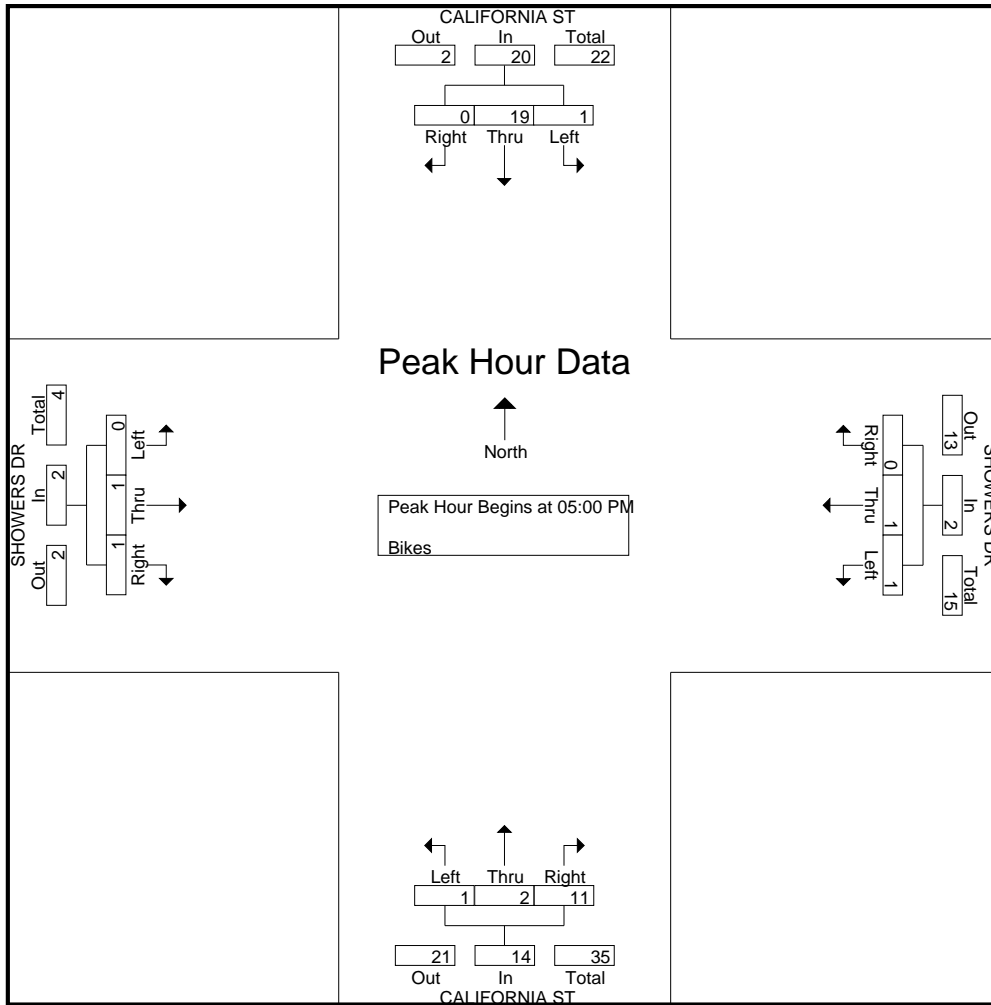 CALIFORNIA ST
Out In Total
2 20 22
0 19 1
Right Thru Left
Peak Hour Data
North
Peak Hour Begins at 05:00 PM
Bikes
SHOWERS DR
Total In Out
4 2 2
0 1 1
Left Thru Right
SHOWERS DR
Out In Total
13 2 15
0 1 1
Right Thru Left
Left Thru Right
1 2 11
21 14 35
Out In Total
CALIFORNIA ST